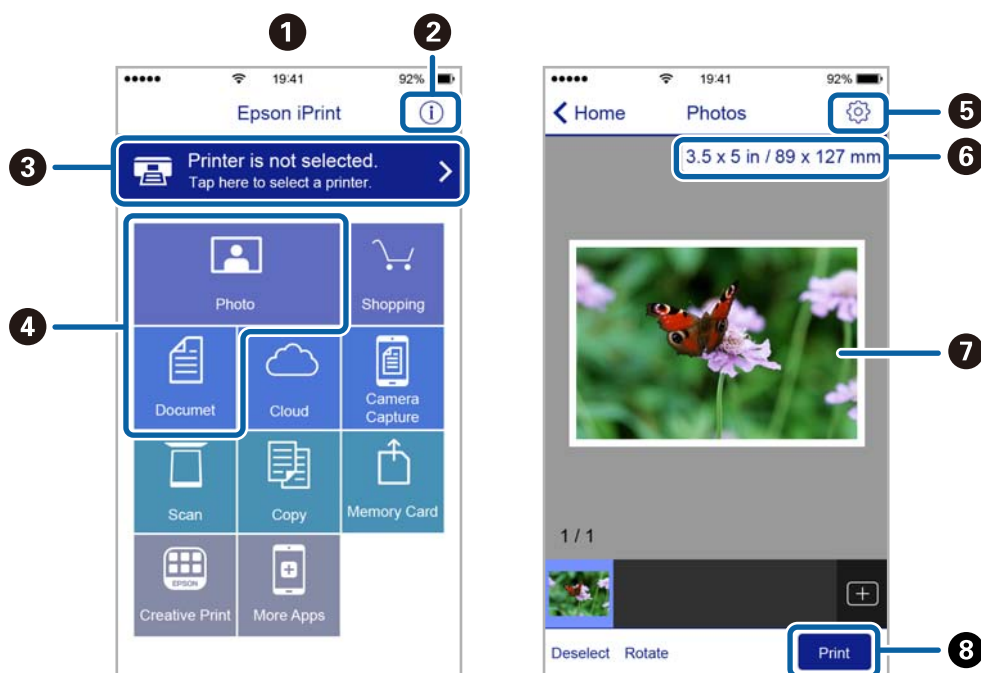 1
2
19:41
92%
Epson iPrint
i
3
Printer is not selected.
Tap here to select a printer.
4
Photo
Shopping
Documet
Cloud
Camera
Capture
Scan
Copy
Memory Card
EPSON
Creative Print
More Apps
19:41
92%
Home
Photos
5
3.5 x 5 in / 89 x 127 mm
6
7
1 / 1
Deselect
Rotate
Print
8